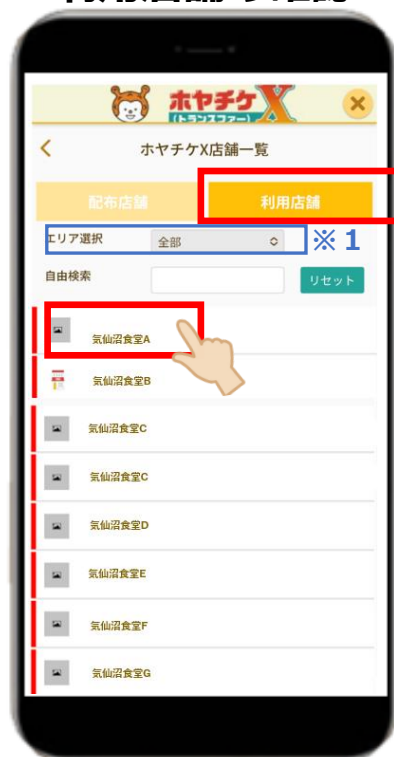 ホヤチケX
(トランスファー)
ホヤチケX店舗一覧
配布店舗
利用店舗
エリア選択
全部
※1
自由検索
リセット
気仙沼食堂A
気仙沼食堂B
気仙沼食堂C
気仙沼食堂C
気仙沼食堂D
気仙沼食堂E
気仙沼食堂F
気仙沼食堂G